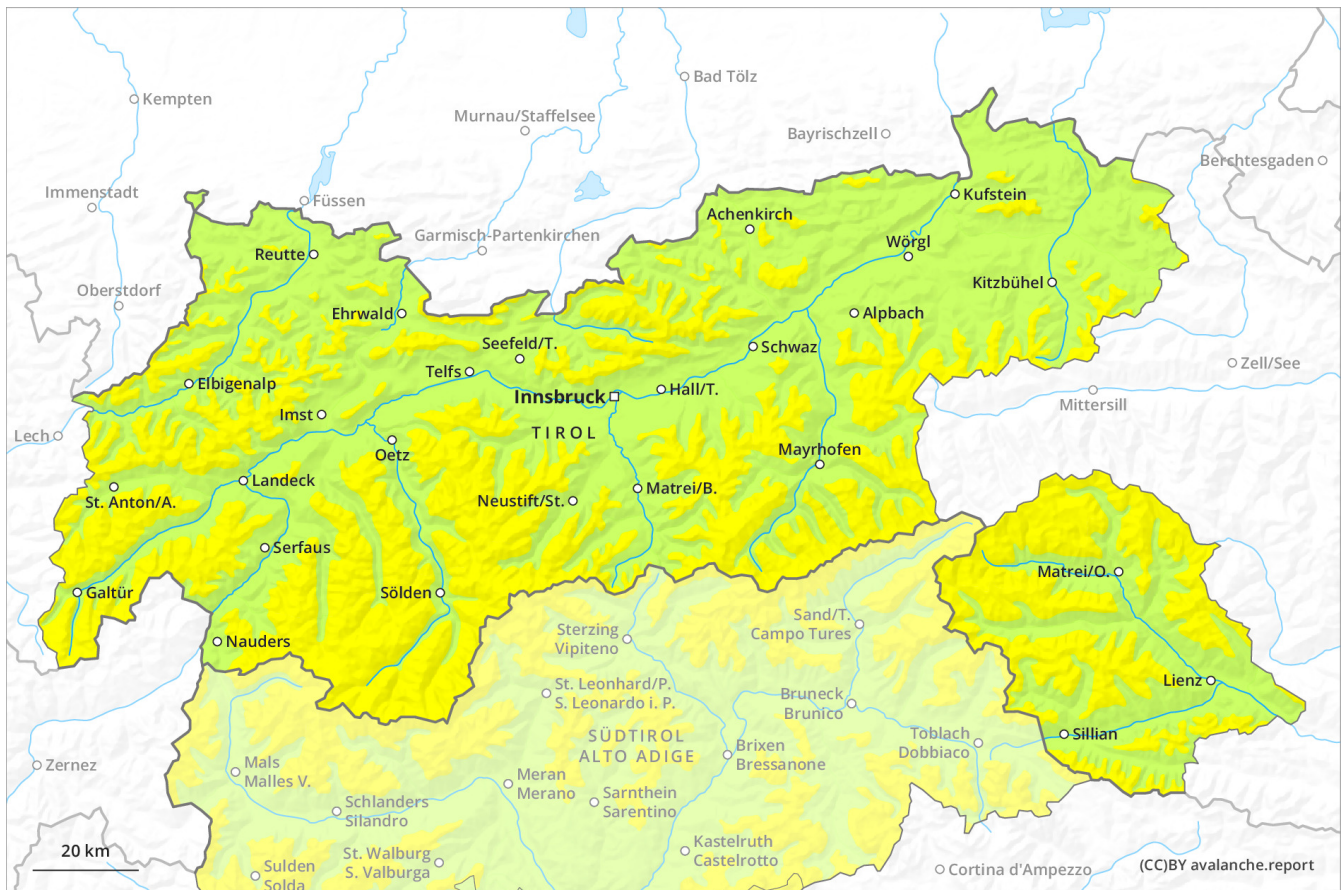 Bad Tölz
Kempten
Murnau/Staffelsee
Bayrischzell
Berchtesgaden
Immenstadt
Füssen
Kufstein
Achenkirch
Garmisch-Partenkirchen
Wörgl
Reutte
Kitzbühel
Oberstdorf
Ehrwald
Alpbach
Seefeld/T.
Schwaz
Zell/See
Telfs
Elbigenalp
Hall/T.
Innsbruck
Mittersill
Imst
TIROL
Lech
Oetz
Mayrhofen
Landeck
Matrei/B.
St. Anton/A.
Neustift/St.
Serfaus
Matrei/O.
Galtür
Sölden
Sand/T.
Campo Tures
Sterzing
Vipiteno
Nauders
Lienz
St. Leonhard/P.
S. Leonardo i. P.
Bruneck
Brunico
SÜDTIROL
ALTO ADIGE
Sillian
Toblach
Dobbiaco
Brixen
Bressanone
Mals
Malles V.
Zernez
Meran
Merano
Sarnthein
Sarentino
Schlanders
Silandro
Kastelruth
Castelrotto
20 km
St. Walburg
S. Valburga
Cortina d'Ampezzo
(CC)BY avalanche.report
Sulden
Solda